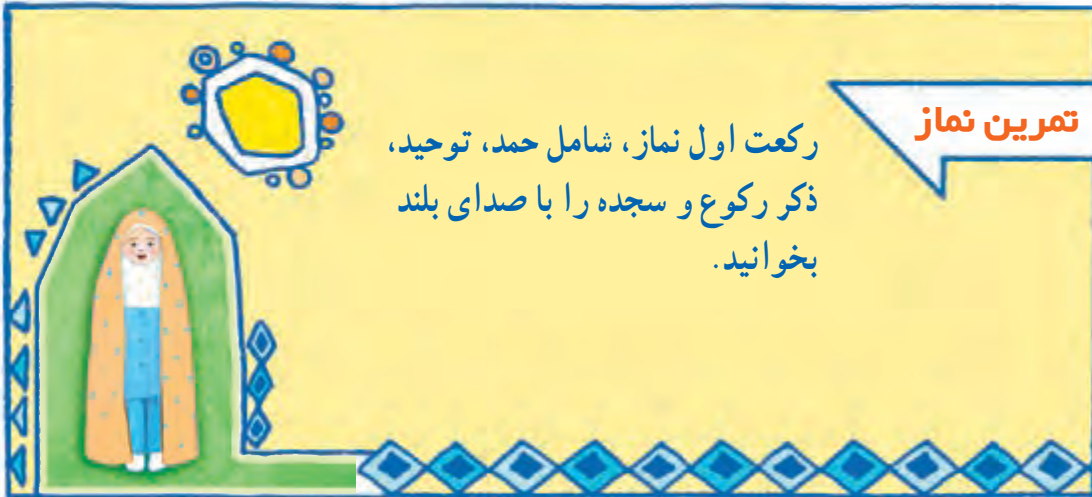 تمرین نماز
رکعت اول نماز، شامل حمد، توحید،
ذکر رکوع و سجده را با صدای بلند
بخوانید.